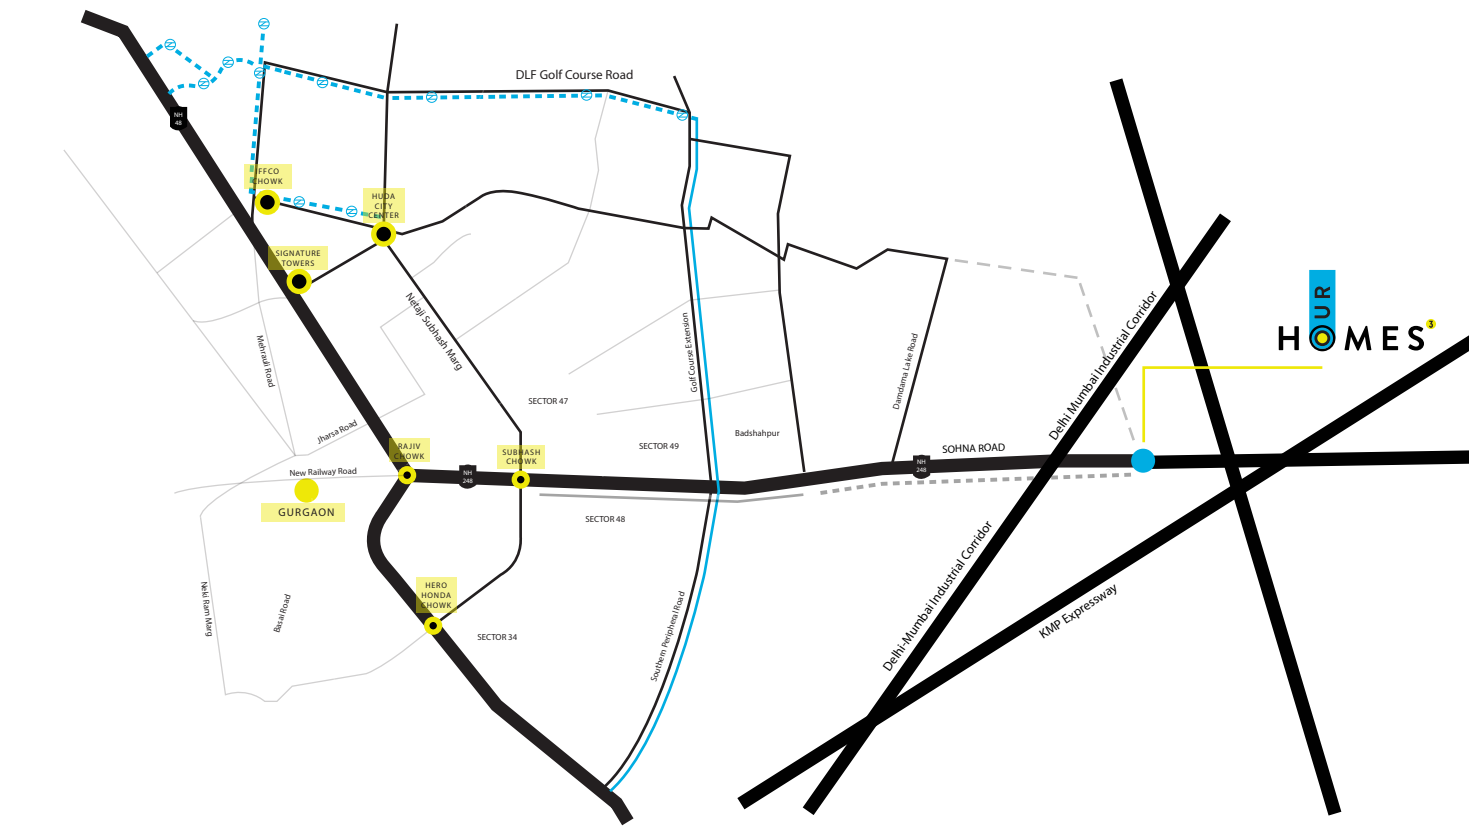 DLF Golf Course Road
NH
48
IFFCO
CHOWK
HUDA
CITY
CENTER
SIGNATURE
TOWERS
Netaji Subhash Marg
Mehrauli Road
Golf Course Extension
Damdama Lake Road
Delhi Mumbai Industrial Corridor
HOUR
HOMES
3
SECTOR 47
Jharsa Road
RAJIV
CHOWK
SUBHASH
CHOWK
SECTOR 49
Badshahpur
SOHNA ROAD
New Railway Road
NH
248
NH
248
GURGAON
SECTOR 48
Delhi-Mumbai Industrial Corridor
KMP Expressway
Neki Ram Marg
Basai Road
HERO
HONDA
CHOWK
SECTOR 34
Southern Peripheral Road